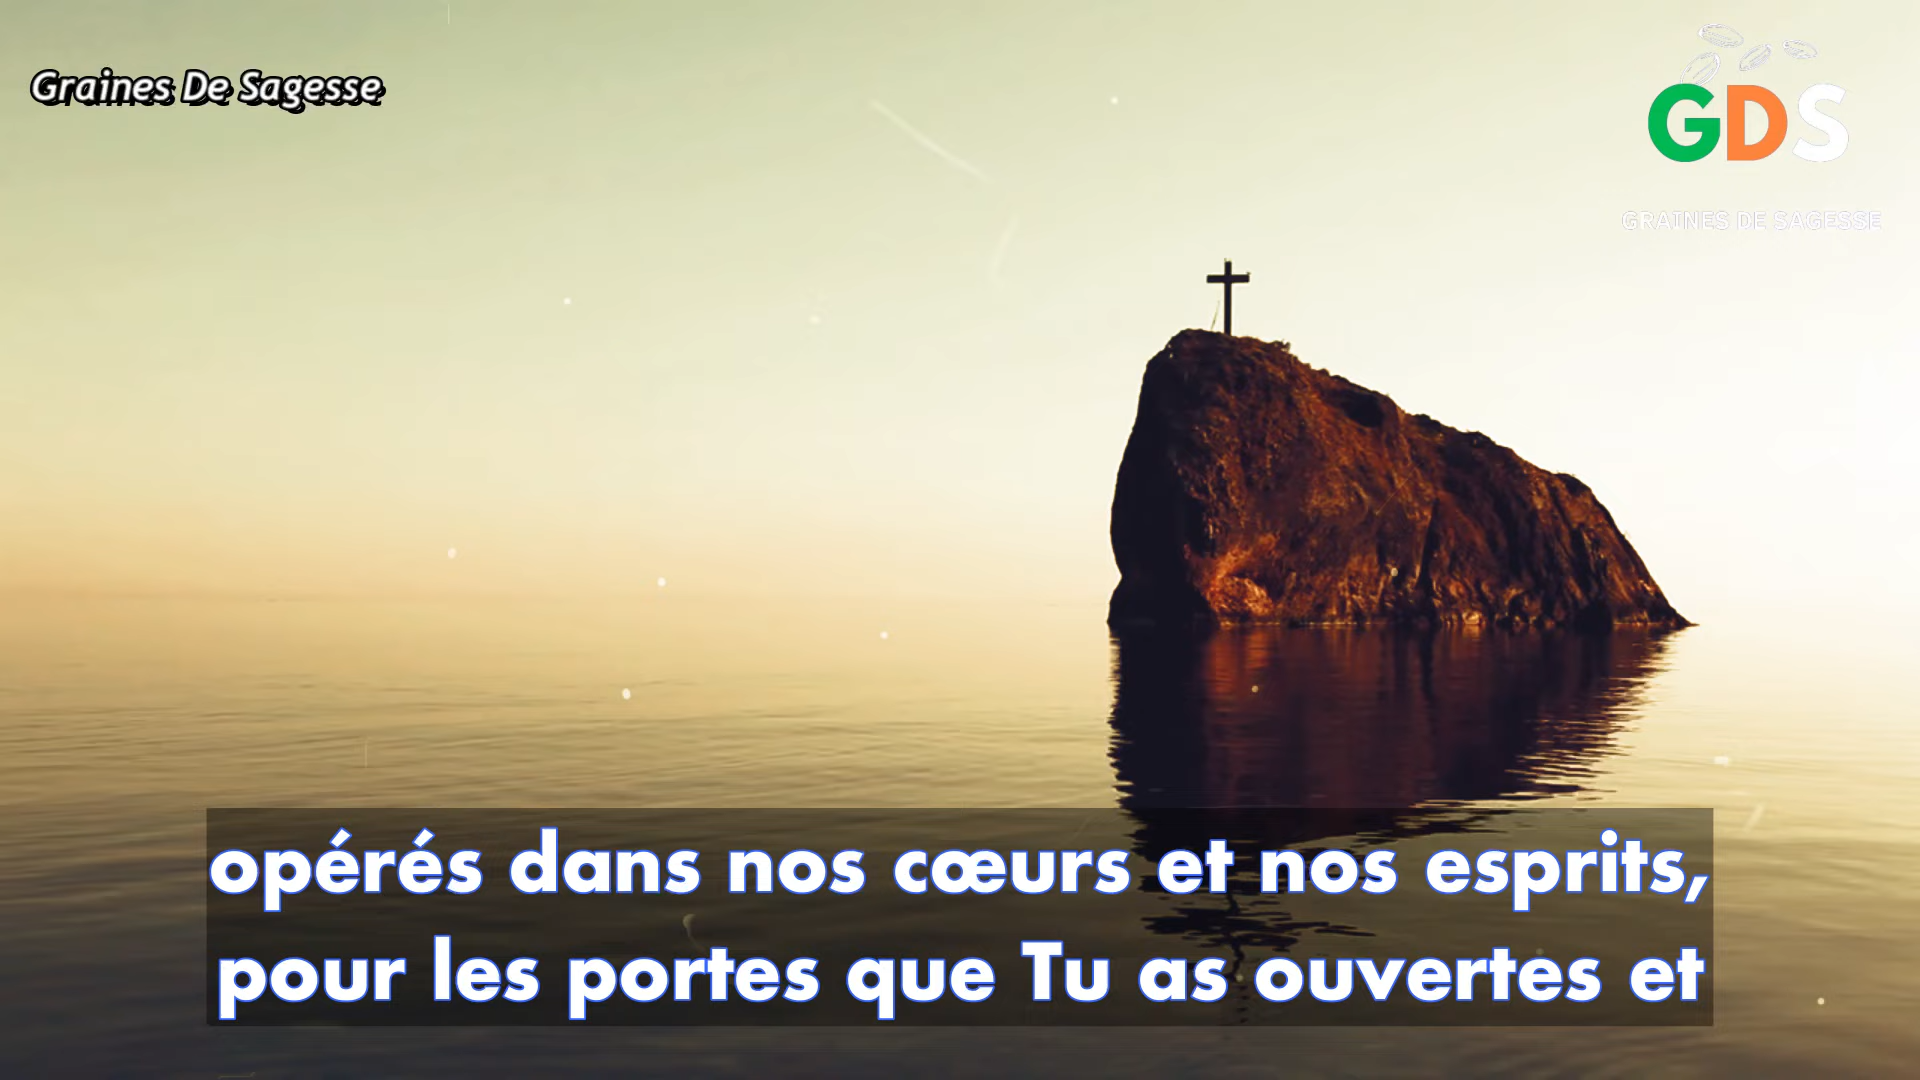 Graines De Sagesse
GDS
GRAINES DE SAGESSE
opérés dans nos cœurs et nos esprits,
pour les portes que Tu as ouvertes et